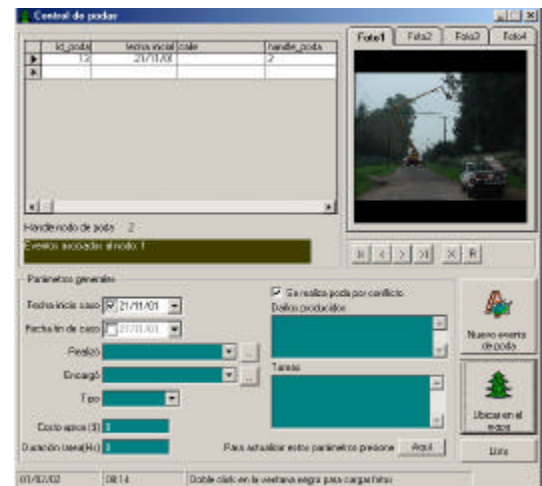 Control de podas
Foto1 Foto2 Foto3 Foto4
Id_poda fecha inicial calle handle_poda
13 21/11/01 2
Handle nodo de poda 2
Eventos asociados al nodo: 1
Parámetros generales
Fecha inicio caso 21/11/01
Fecha fin de caso 21/11/01
Realizó
Encargó
Tipo
Costo aprox ($) 0
Duración tarea(Hs) 0
Se realiza poda por conflicto
Daños producidos
Tareas
Para actualizar estos parámetros presione Aquí
Nuevo evento
de poda
Ubicar en el
mapa
Lista
01/02/02 08:14 Doble click en la ventana negra para cargar fotos